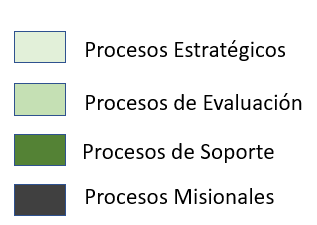 Procesos Estratégicos
Procesos de Evaluación
Procesos de Soporte
Procesos Misionales